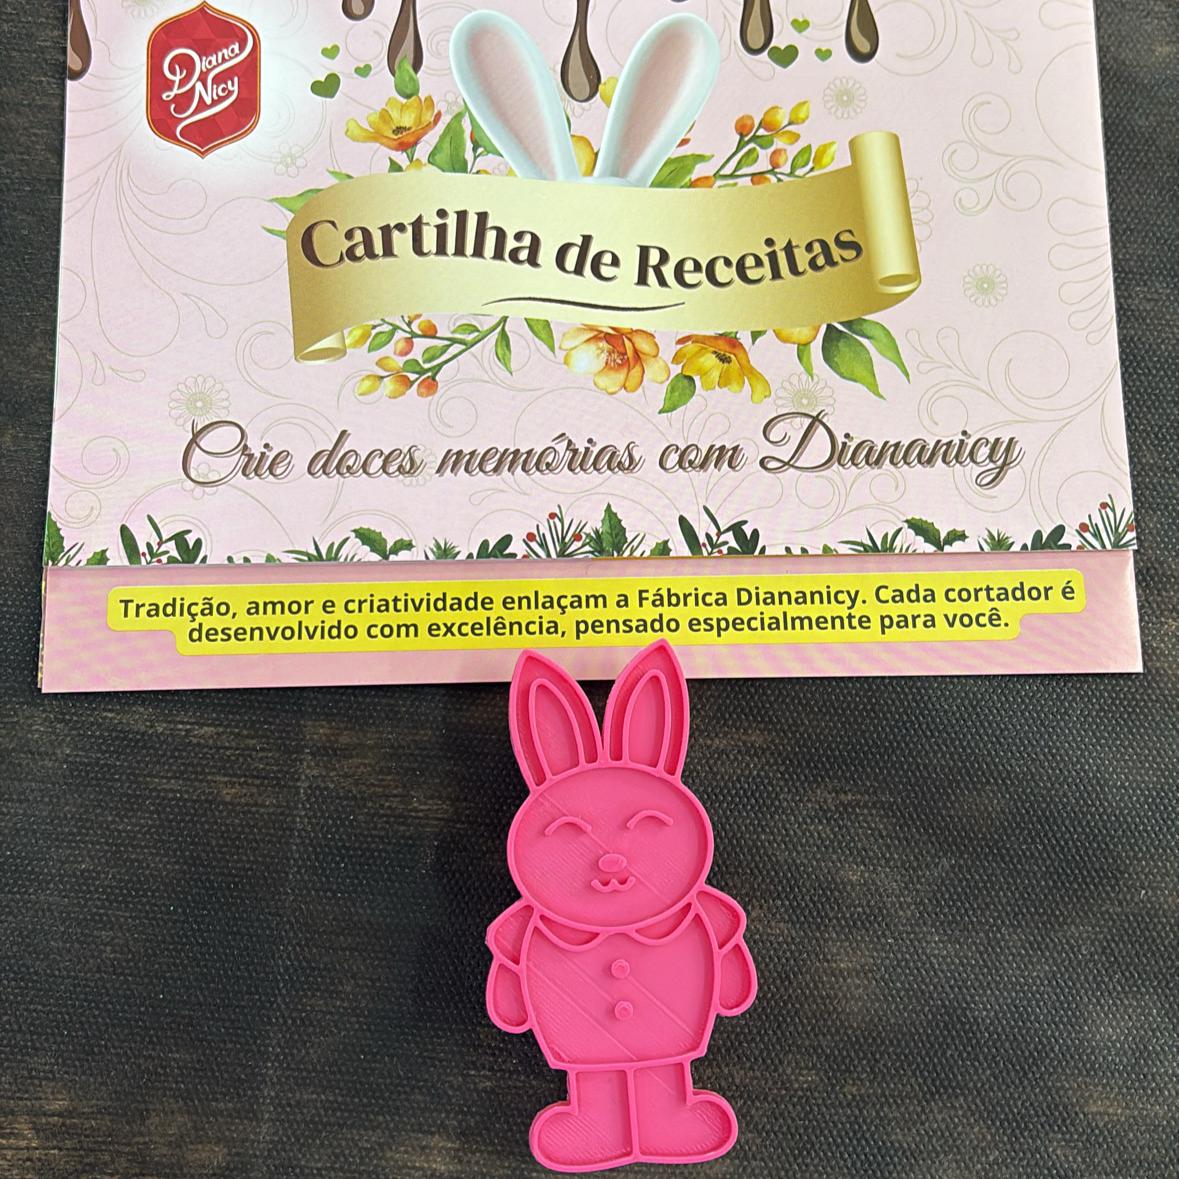 Diana
Nicy
Cartilha de Receitas
Crie doces memórias com Diananicy
Tradição, amor e criatividade enlaçam a Fábrica Diananicy. Cada cortador é
desenvolvido com excelência, pensado especialmente para você.